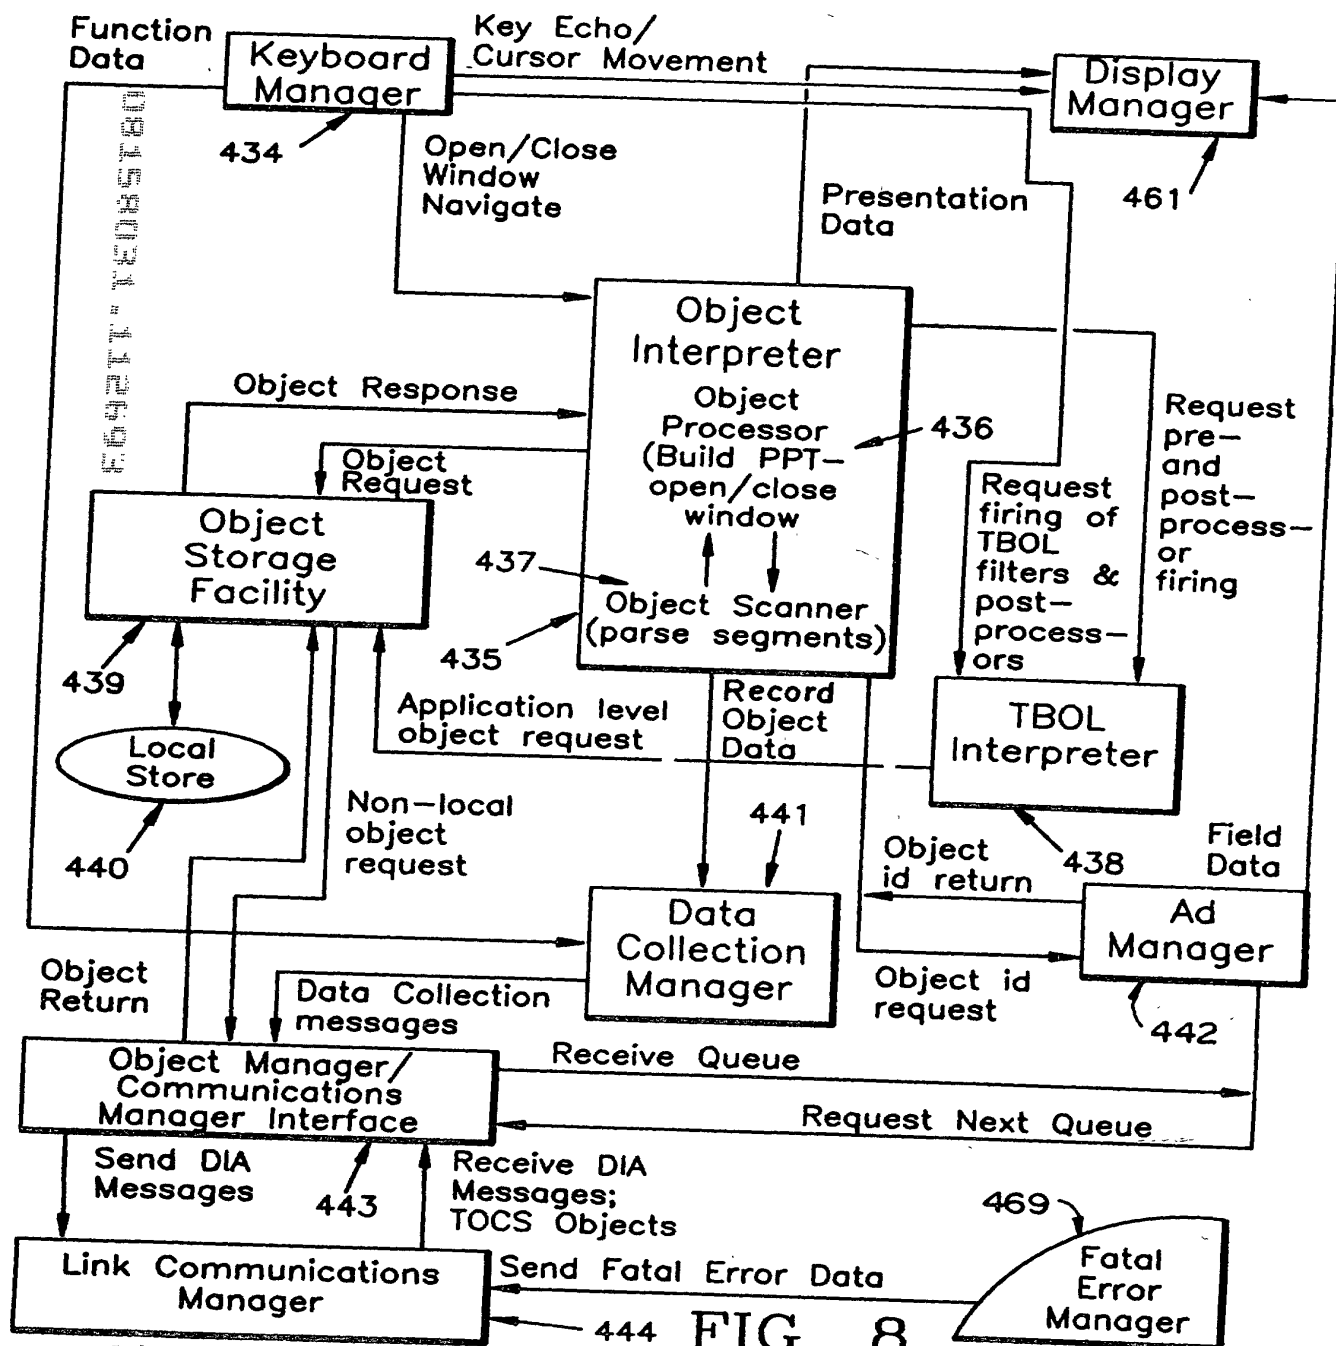 Function
Data
Keyboard
Manager
Key Echo/
Cursor Movement
Display
Manager
434
461
Open/Close
Window
Navigate
Presentation
Data
Object
Interpreter
Object
Processor
(Build PPT-
open/close
window
436
Object Response
Object
Request
Request
pre-
and
post-
process-
or
firing
Request
firing of
TBOL
filters &
post-
process-
ors
Object
Storage
Facility
437
Object Scanner
(parse segments)
435
439
Application level
object request
Record
Object
Data
TBOL
Interpreter
Local
Store
440
Non-local
object
request
441
438
Field
Data
Object
id return
Data
Collection
Manager
Ad
Manager
Object
Return
Data Collection
messages
Object id
request
442
Object Manager/
Communications
Manager Interface
Receive Queue
Request Next Queue
Send DIA
Messages
443
Receive DIA
Messages;
TOCS Objects
469
Link Communications
Manager
Send Fatal Error Data
Fatal
Error
Manager
444
FIG. 8